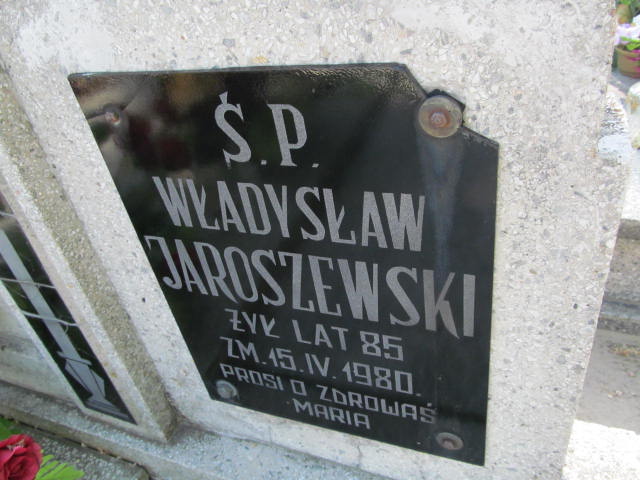 Ś.P.
WŁADYSŁAW
JAROSZEWSKI
ŻYŁ LAT 85
ZM. 15.IV.1980.
PROSI O ZDROWAŚ
MARIA